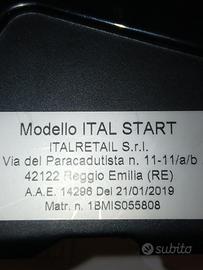 Modello ITAL START
ITALRETAIL S.r.l.
Via del Paracadutista n. 11-11/a/b
42122 Reggio Emilia (RE)
A.A.E. 14296 Del 21/01/2019
Matr. n. 1BMIS055808
subito